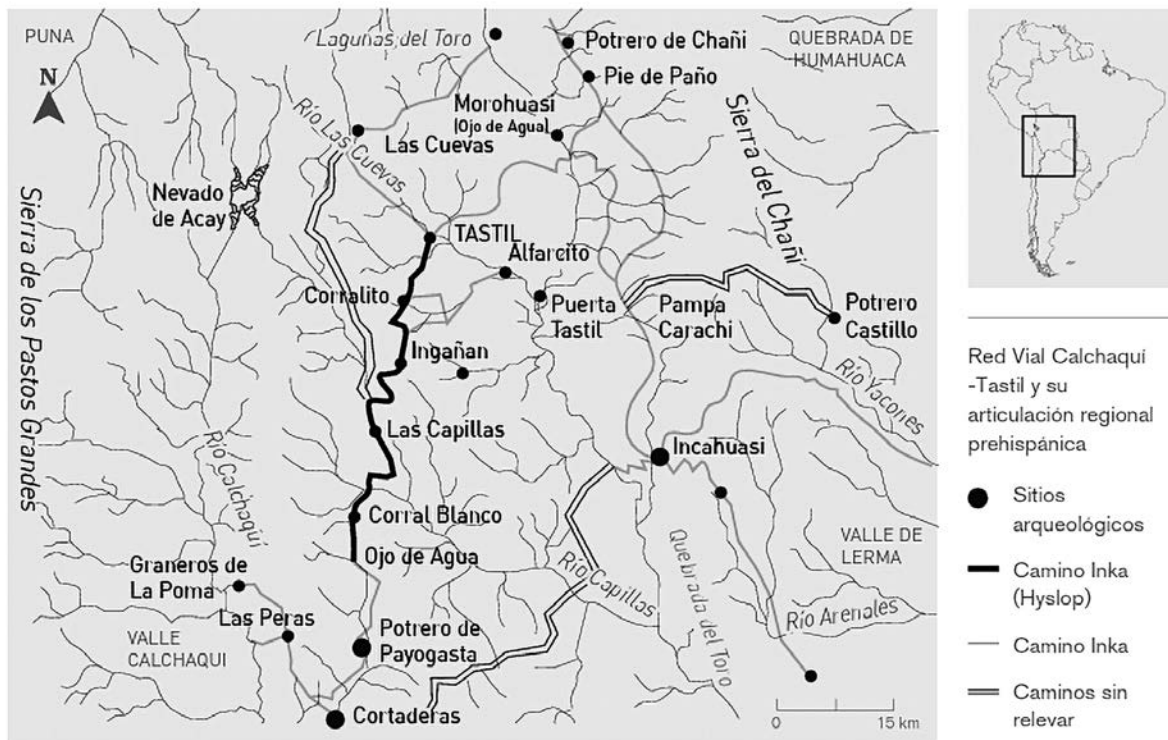 PUNA
Lagunas del Toro
Potrero de Chañi
QUEBRADA DE
HUMAHUACA
N
Pie de Paño
Morohuasi
(Ojo de Agua)
Río Las Cuevas
Las Cuevas
Sierra del Chañi
Nevado
de Acay
Sierra de los Pastos Grandes
TASTIL
Alfarcito
Corralito
Puerta
Tastil
Pampa
Carachi
Potrero
Castillo
Ingañan
Río Yacones
Las Capillas
Incahuasi
Río Calchaquí
Corral Blanco
VALLE DE
LERMA
Ojo de Agua
Graneros de
La Poma
Río Capillas
Quebrada del Toro
Río Arenales
Las Peras
VALLE
CALCHAQUI
Potrero de
Payogasta
Cortaderas
0 15 km
Red Vial Calchaquí
-Tastil y su
articulación regional
prehispánica
Sitios
arqueológicos
Camino Inka
(Hyslop)
Camino Inka
Caminos sin
relevar